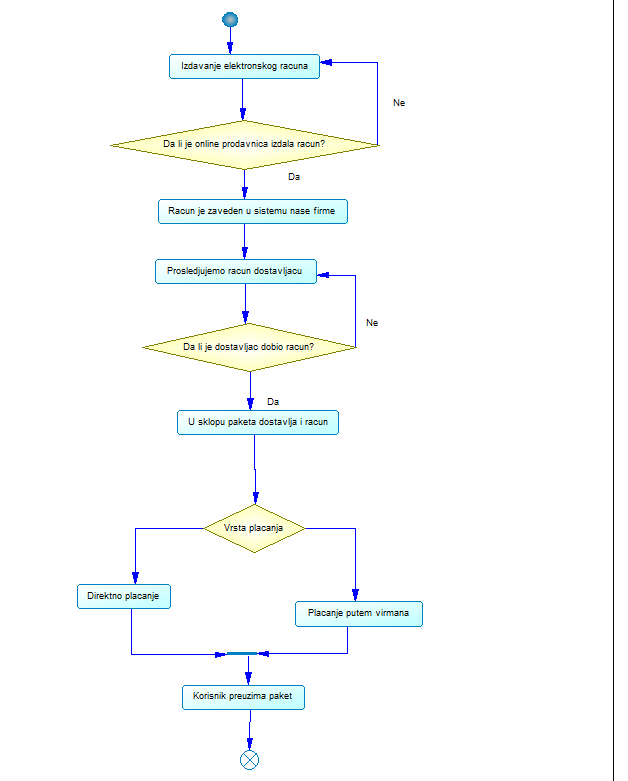 Izdavanje elektronskog racuna
Ne
Da li je online prodavnica izdala racun?
Da
Racun je zaveden u sistemu nase firme
Prosledjujemo racun dostavljacu
Ne
Da li je dostavljac dobio racun?
Da
U sklopu paketa dostavlja i racun
Vrsta placanja
Direktno placanje
Placanje putem virmana
Korisnik preuzima paket